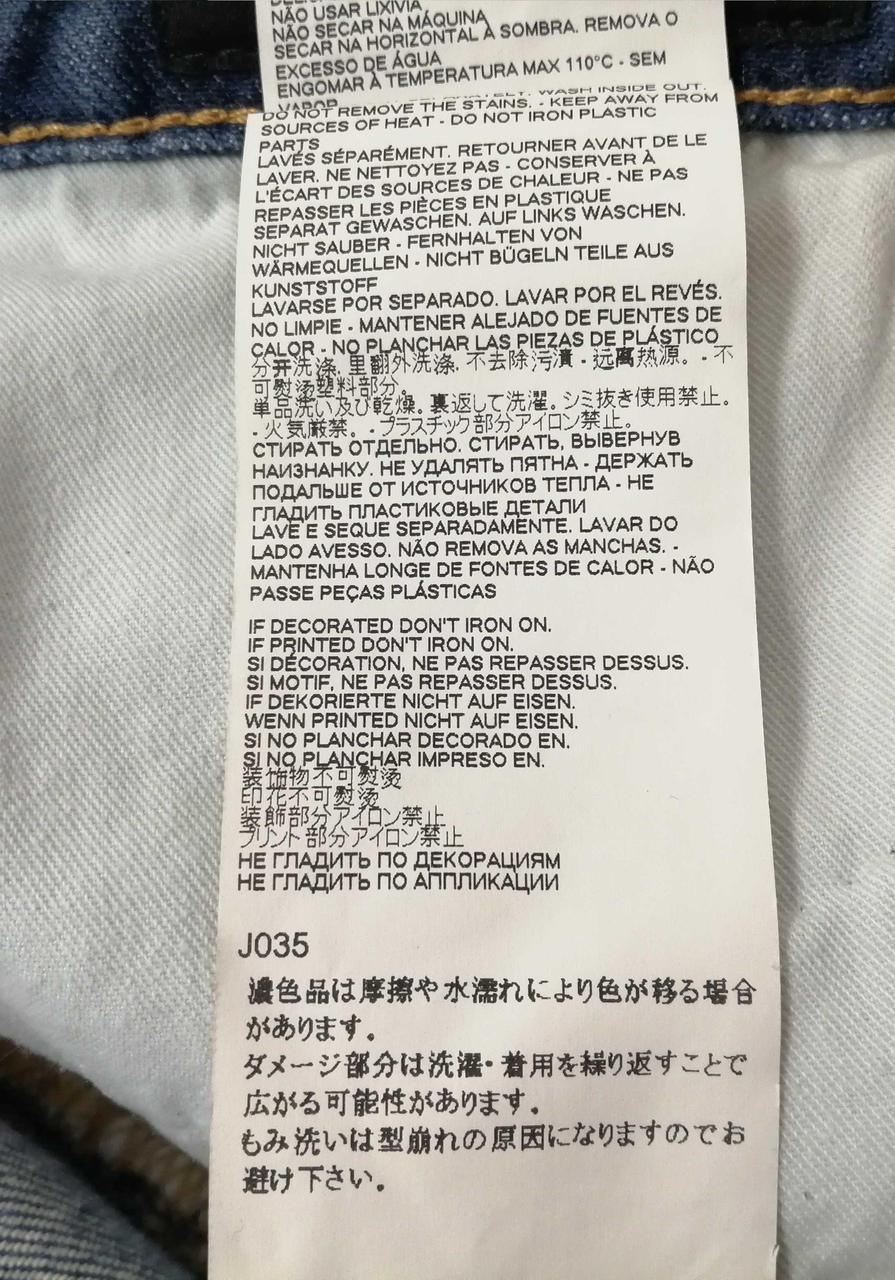 NÃO USAR LIXÍVIA
NÃO SECAR NA MÁQUINA
SECAR NA HORIZONTAL À SOMBRA. REMOVA O
EXCESSO DE ÁGUA
ENGOMAR À TEMPERATURA MAX 110°C - SEM
VAPOR
WASH INSIDE OUT.
DO NOT REMOVE THE STAINS. - KEEP AWAY FROM
SOURCES OF HEAT - DO NOT IRON PLASTIC
PARTS
LAVÉS SÉPARÉMENT. RETOURNER AVANT DE LE
LAVER. NE NETTOYEZ PAS - CONSERVER À
L'ÉCART DES SOURCES DE CHALEUR - NE PAS
REPASSER LES PIÈCES EN PLASTIQUE
SEPARAT GEWASCHEN. AUF LINKS WASCHEN.
NICHT SAUBER - FERNHALTEN VON
WÄRMEQUELLEN - NICHT BÜGELN TEILE AUS
KUNSTSTOFF
LAVARSE POR SEPARADO. LAVAR POR EL REVÉS.
NO LIMPIE - MANTENER ALEJADO DE FUENTES DE
CALOR - NO PLANCHAR LAS PIEZAS DE PLÁSTICO
分开洗涤. 里翻外洗涤. 不去除污渍 - 远离热源。 - 不
可熨烫塑料部分。
単品洗い及び乾燥。裏返して洗濯。シミ抜き使用禁止。
- 火気厳禁。 - プラスチック部分アイロン禁止。
СТИРАТЬ ОТДЕЛЬНО. СТИРАТЬ, ВЫВЕРНУВ
НАИЗНАНКУ. НЕ УДАЛЯТЬ ПЯТНА - ДЕРЖАТЬ
ПОДАЛЬШЕ ОТ ИСТОЧНИКОВ ТЕПЛА - НЕ
ГЛАДИТЬ ПЛАСТИКОВЫЕ ДЕТАЛИ
LAVE E SEQUE SEPARADAMENTE. LAVAR DO
LADO AVESSO. NÃO REMOVA AS MANCHAS. -
MANTENHA LONGE DE FONTES DE CALOR - NÃO
PASSE PEÇAS PLÁSTICAS
IF DECORATED DON'T IRON ON.
IF PRINTED DON'T IRON ON.
SI DÉCORATION, NE PAS REPASSER DESSUS.
SI MOTIF, NE PAS REPASSER DESSUS.
IF DEKORIERTE NICHT AUF EISEN.
WENN PRINTED NICHT AUF EISEN.
SI NO PLANCHAR DECORADO EN.
SI NO PLANCHAR IMPRESO EN.
装饰物不可熨烫
印花不可熨烫
装飾部分アイロン禁止
プリント部分アイロン禁止
НЕ ГЛАДИТЬ ПО ДЕКОРАЦИЯМ
НЕ ГЛАДИТЬ ПО АППЛИКАЦИИ
J035
濃色品は摩擦や水濡れにより色が移る場合
があります。
ダメージ部分は洗濯・着用を繰り返すことで
広がる可能性があります。
もみ洗いは型崩れの原因になりますのでお
避け下さい。